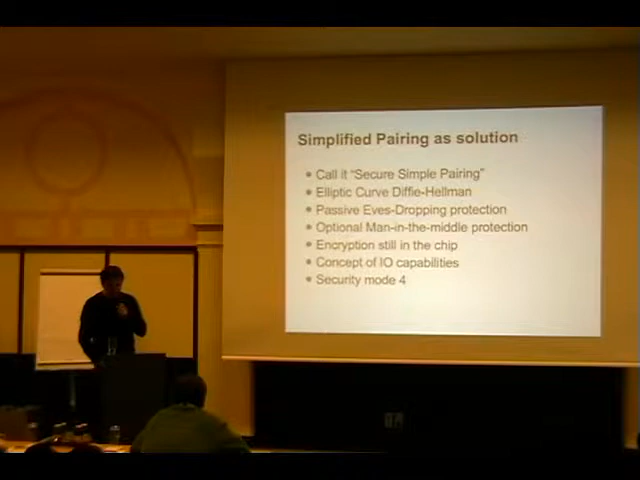 Simplified Pairing as solution
Call it "Secure Simple Pairing"
Elliptic Curve Diffie-Hellman
Passive Eyes-Dropping protection
Optional Man-in-the-middle protection
Encryption still in the chip
Concept of IO capabilities
Security mode 4